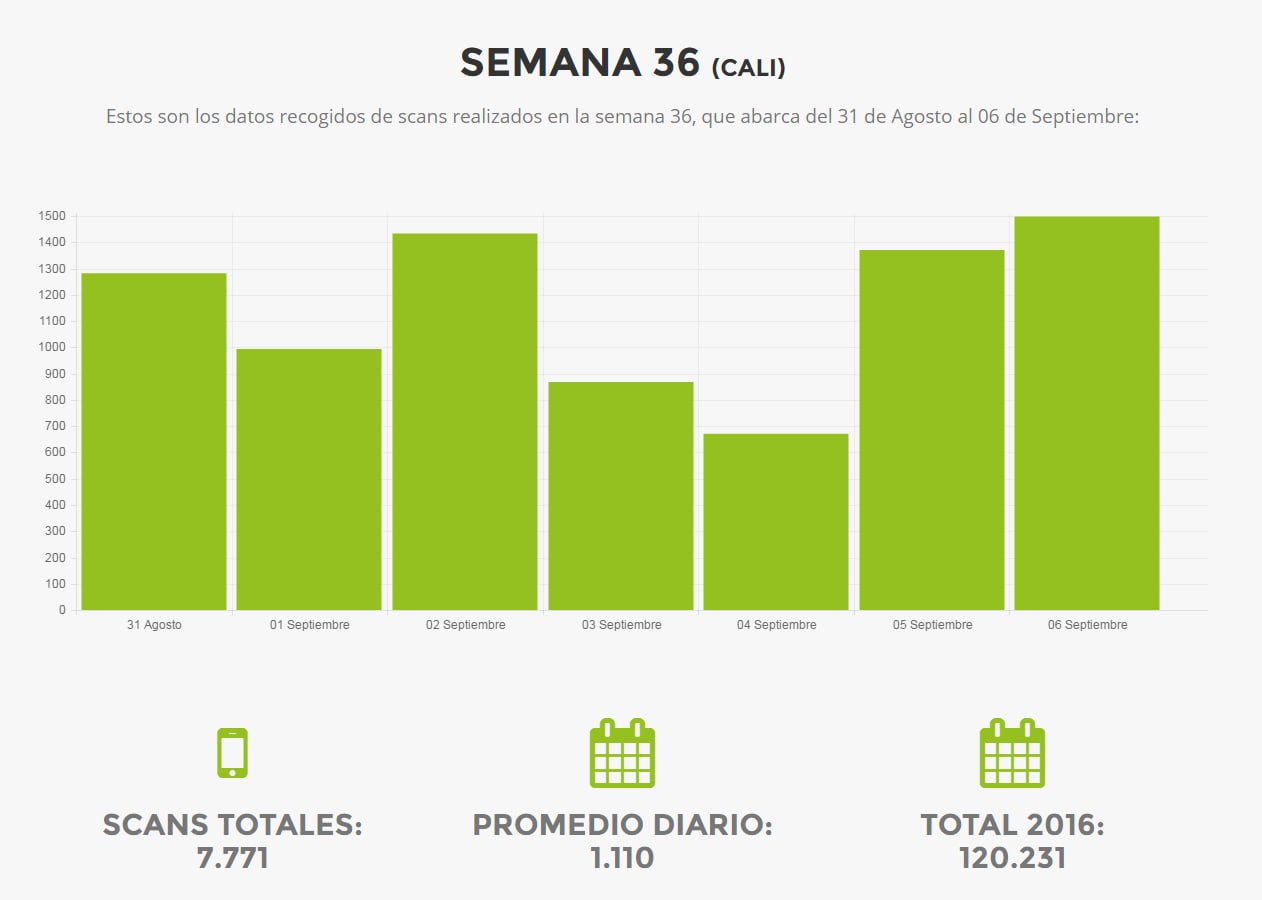 SEMANA 36 (CALI)
Estos son los datos recogidos de scans realizados en la semana 36, que abarca del 31 de Agosto al 06 de Septiembre:
1500
1400
1300
1200
1100
1000
900
800
700
600
500
400
300
200
100
0
31 Agosto
01 Septiembre
02 Septiembre
03 Septiembre
04 Septiembre
05 Septiembre
06 Septiembre
SCANS TOTALES:
7.771
PROMEDIO DIARIO:
1.110
TOTAL 2016:
120.231